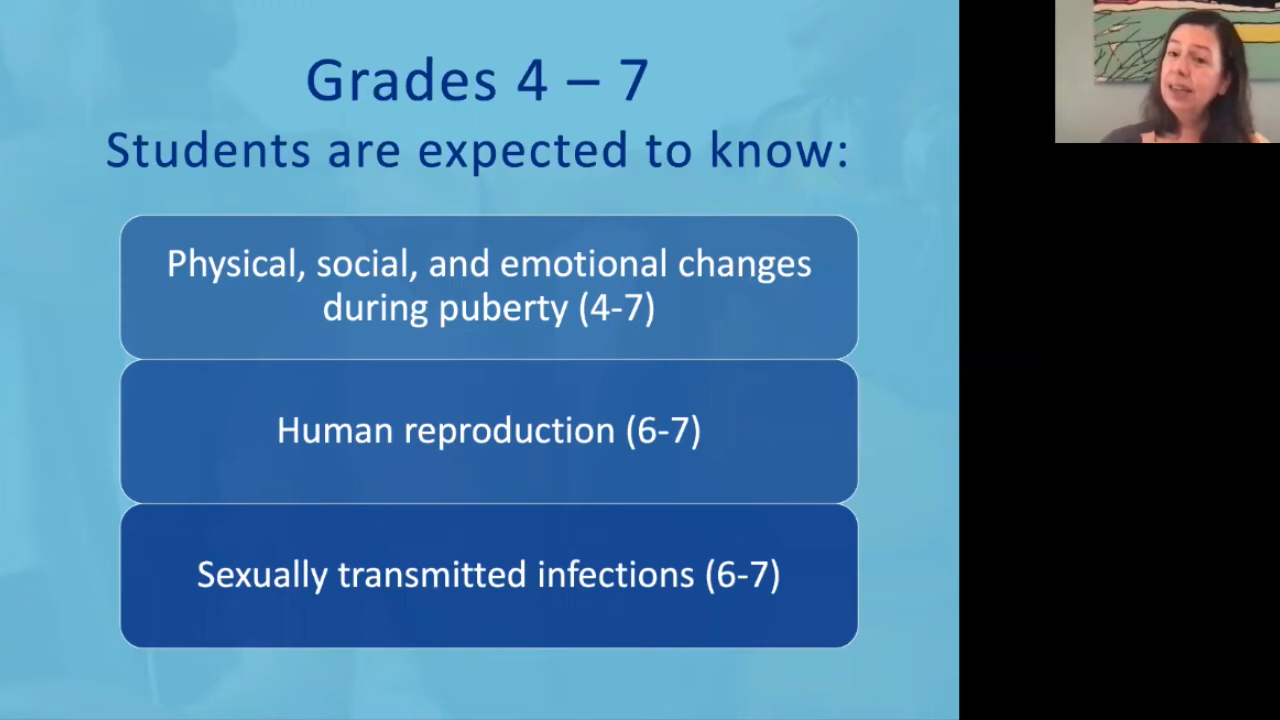 Grades 4 – 7
Students are expected to know:
Physical, social, and emotional changes
during puberty (4-7)
Human reproduction (6-7)
Sexually transmitted infections (6-7)